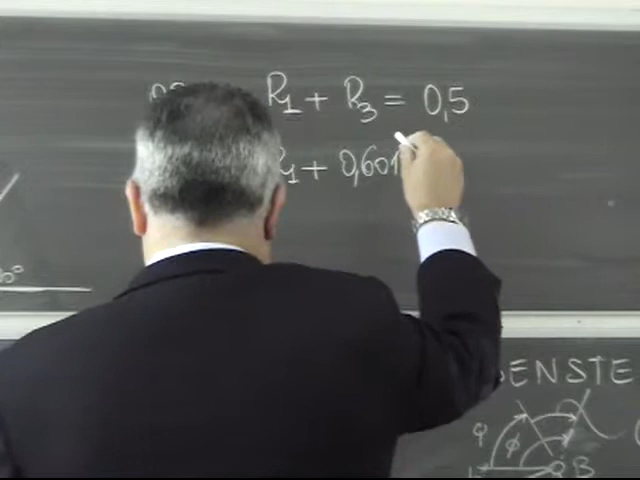 R1 + R3 = 0,5
R1 + 0,601
ENSTE
φ ϕ
B